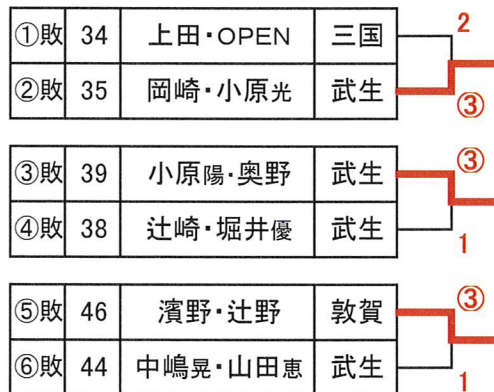 ①敗 34 上田・OPEN 三国 2
②敗 35 岡崎・小原光 武生 ③
③敗 39 小原陽・奥野 武生 ③
④敗 38 辻崎・堀井優 武生 1
⑤敗 46 濱野・辻野 敦賀 ③
⑥敗 44 中嶋晃・山田恵 武生 1